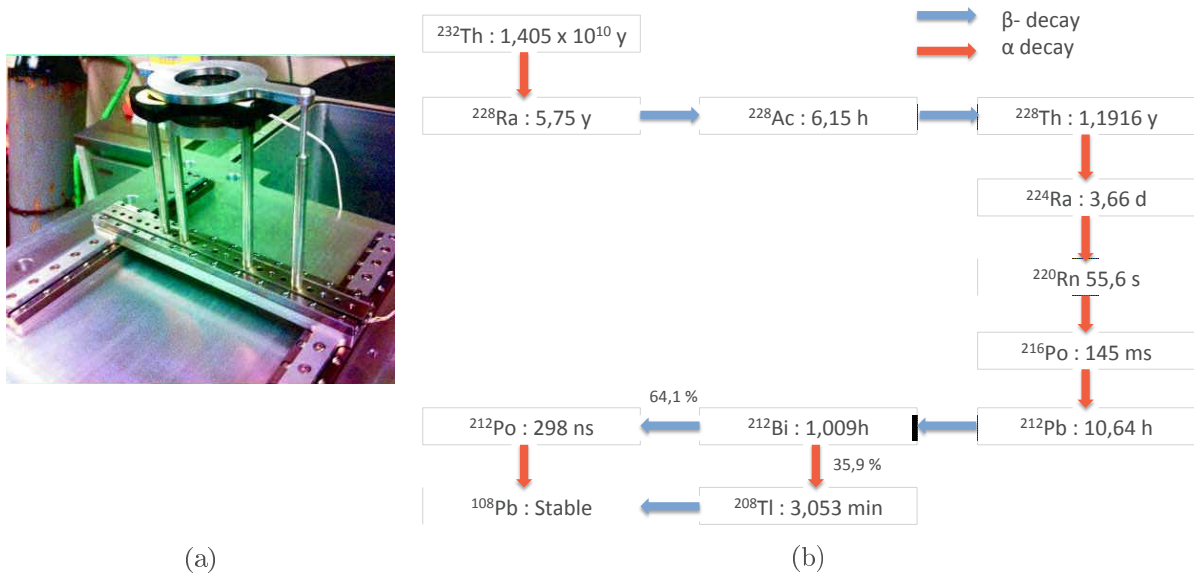 ²³²Th : 1,405 x 10¹⁰ y
β- decay
α decay
²²⁸Ra : 5,75 y
²²⁸Ac : 6,15 h
²²⁸Th : 1,1916 y
²²⁴Ra : 3,66 d
²²⁰Rn 55,6 s
²¹⁶Po : 145 ms
64,1 %
²¹²Po : 298 ns
²¹²Bi : 1,009h
²¹²Pb : 10,64 h
35,9 %
¹⁰⁸Pb : Stable
²⁰⁸Tl : 3,053 min
(a)
(b)